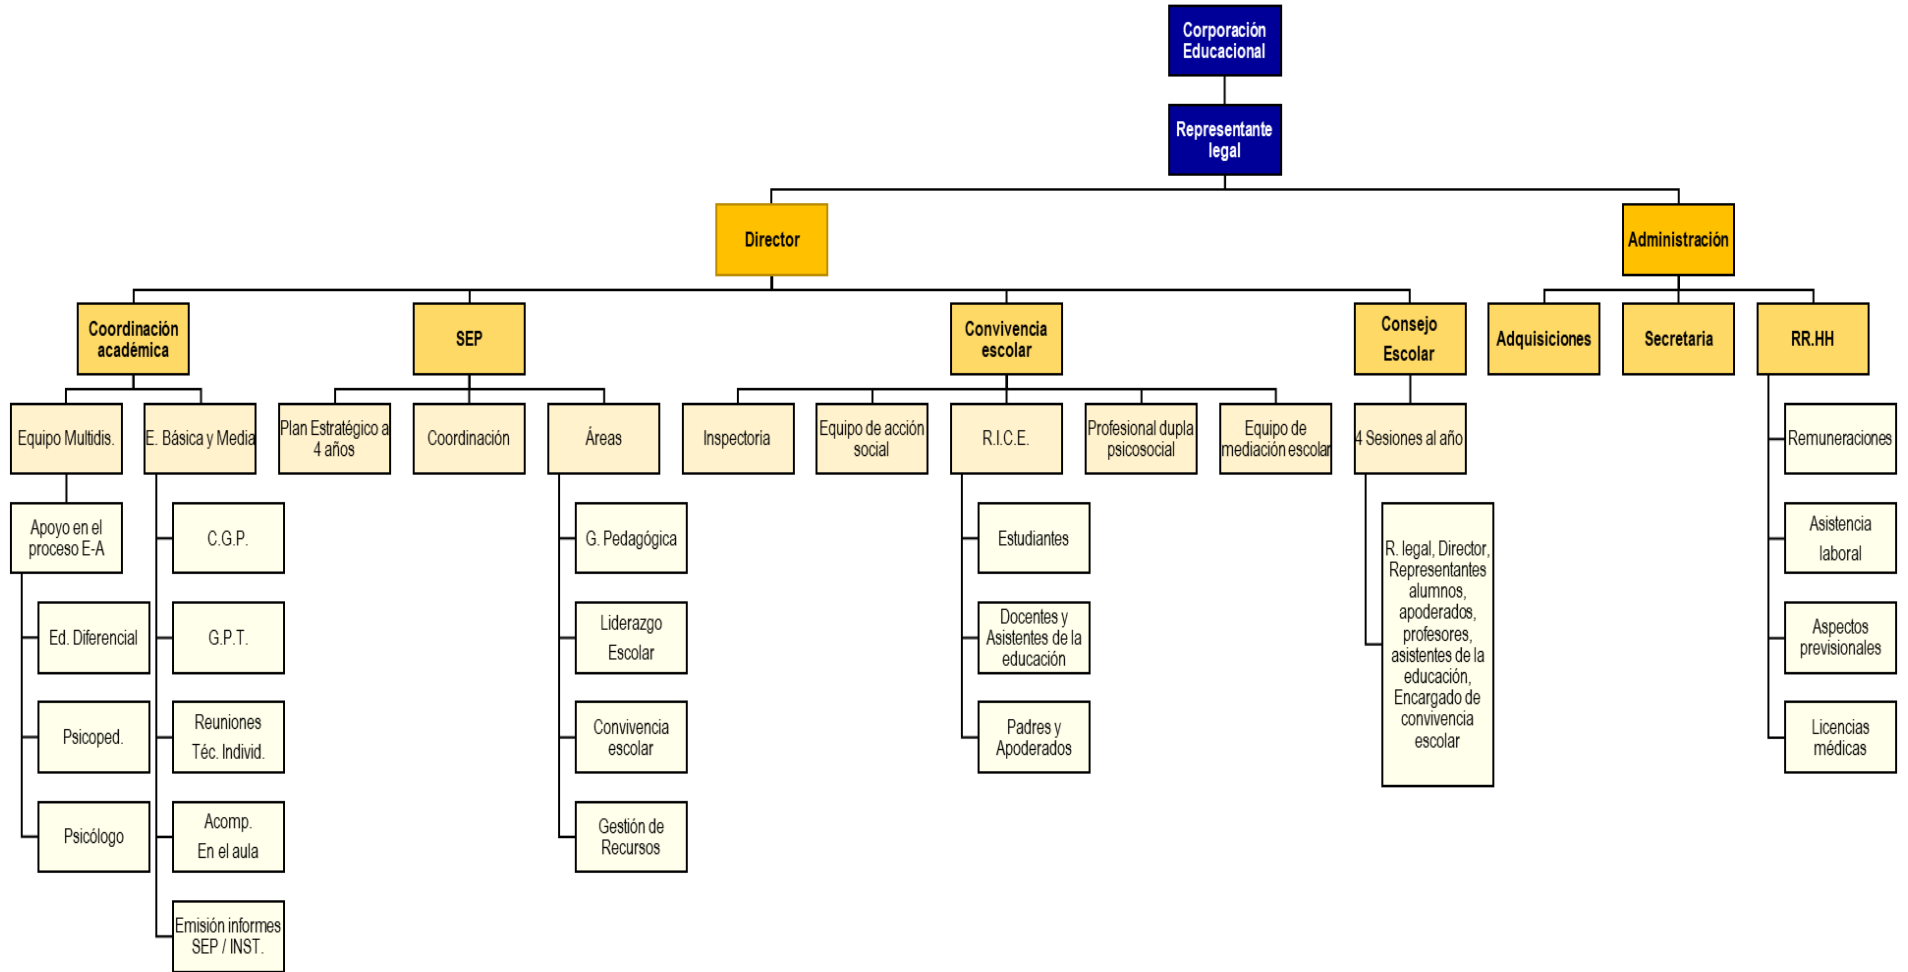 Corporación
Educacional
Representante
legal
Director
Administración
Coordinación
académica
SEP
Convivencia
escolar
Consejo
Escolar
Adquisiciones
Secretaria
RR.HH
Equipo Multidis.
E. Básica y Media
Plan Estratégico a
4 años
Coordinación
Áreas
Inspectoría
Equipo de acción
social
R.I.C.E.
Profesional dupla
psicosocial
Equipo de
mediación escolar
4 Sesiones al año
Remuneraciones
Apoyo en el
proceso E-A
C.G.P.
G. Pedagógica
Estudiantes
R. legal, Director,
Representantes
alumnos,
apoderados,
profesores,
asistentes de la
educación,
Encargado de
convivencia
escolar
Asistencia
laboral
Ed. Diferencial
G.P.T.
Liderazgo
Escolar
Docentes y
Asistentes de la
educación
Aspectos
previsionales
Psicoped.
Reuniones
Téc. Individ.
Convivencia
escolar
Padres y
Apoderados
Licencias
médicas
Psicólogo
Acomp.
En el aula
Gestión de
Recursos
Emisión informes
SEP / INST.